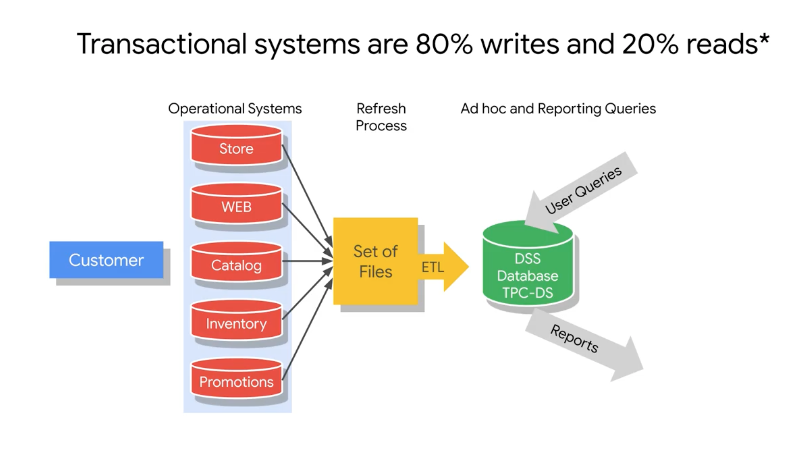 Transactional systems are 80% writes and 20% reads*
Operational Systems
Refresh
Process
Ad hoc and Reporting Queries
Store
WEB
Catalog
Inventory
Promotions
Customer
Set of
Files
ETL
User Queries
DSS
Database
TPC-DS
Reports